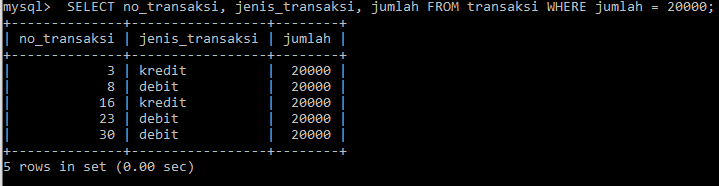 mysql>  SELECT no_transaksi, jenis_transaksi, jumlah FROM transaksi WHERE jumlah = 20000;
+--------------+-----------------+--------+
| no_transaksi | jenis_transaksi | jumlah |
+--------------+-----------------+--------+
|            3 | kredit          |  20000 |
|            8 | debit           |  20000 |
|           16 | kredit          |  20000 |
|           23 | debit           |  20000 |
|           30 | debit           |  20000 |
+--------------+-----------------+--------+
5 rows in set (0.00 sec)